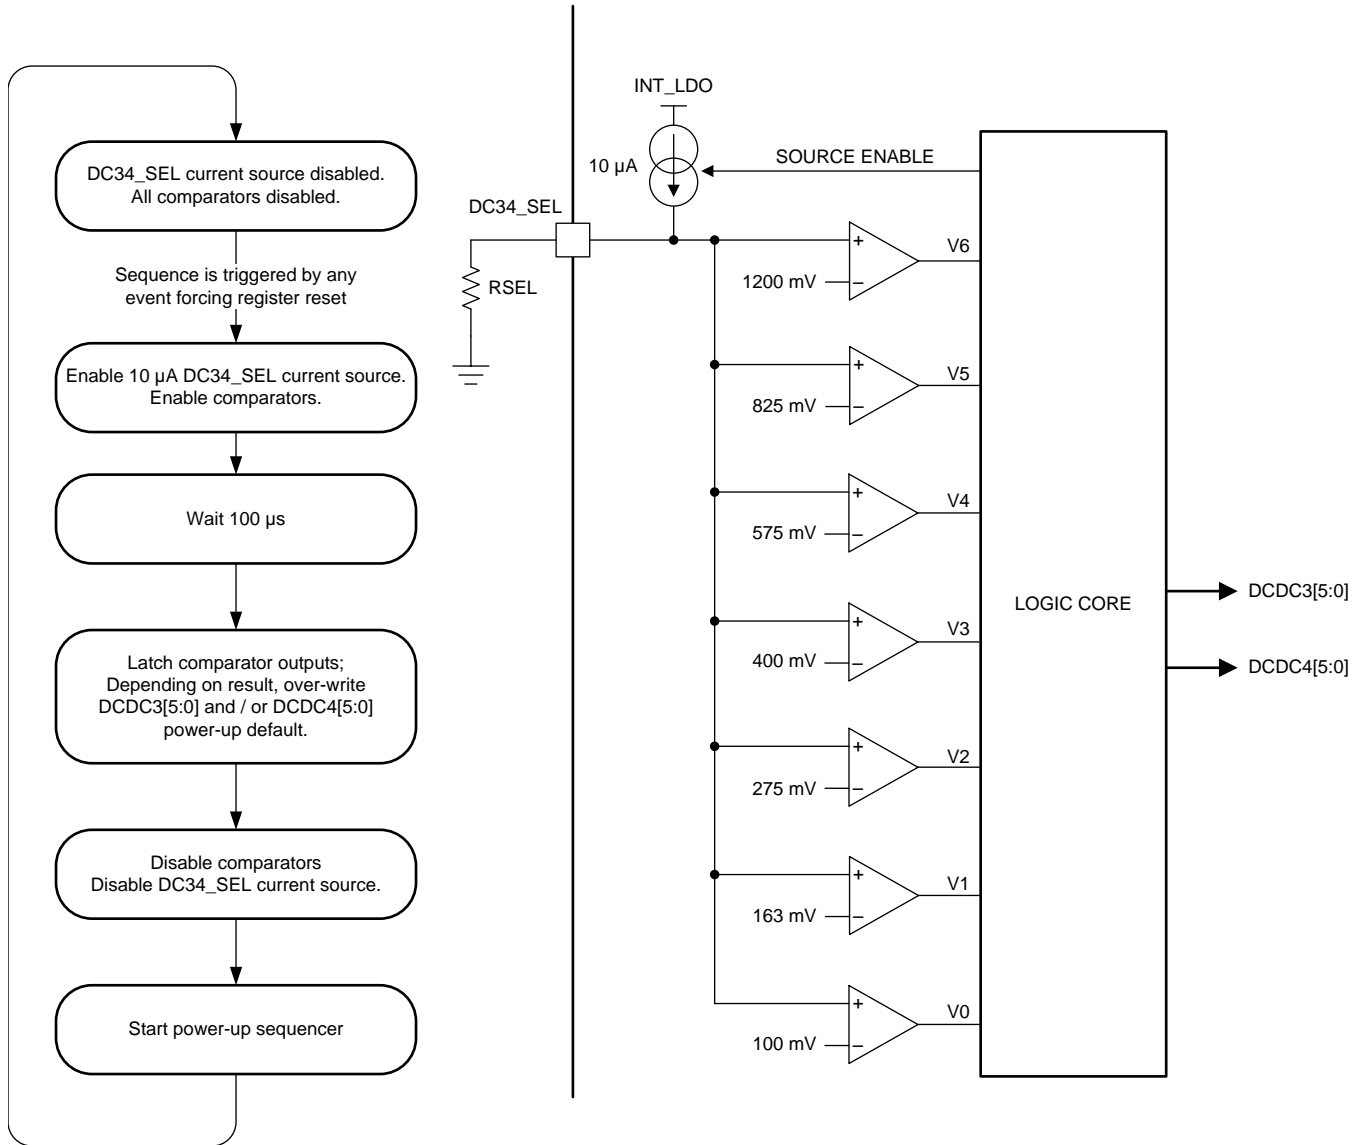 DC34_SEL current source disabled.
All comparators disabled.
Sequence is triggered by any
event forcing register reset
Enable 10 µA DC34_SEL current source.
Enable comparators.
Wait 100 µs
Latch comparator outputs;
Depending on result, over-write
DCDC3[5:0] and / or DCDC4[5:0]
power-up default.
Disable comparators
Disable DC34_SEL current source.
Start power-up sequencer
INT_LDO
10 µA
SOURCE ENABLE
DC34_SEL
RSEL
+
1200 mV
−
V6
+
825 mV
−
V5
+
575 mV
−
V4
+
400 mV
−
V3
+
275 mV
−
V2
+
163 mV
−
V1
+
100 mV
−
V0
LOGIC CORE
DCDC3[5:0]
DCDC4[5:0]